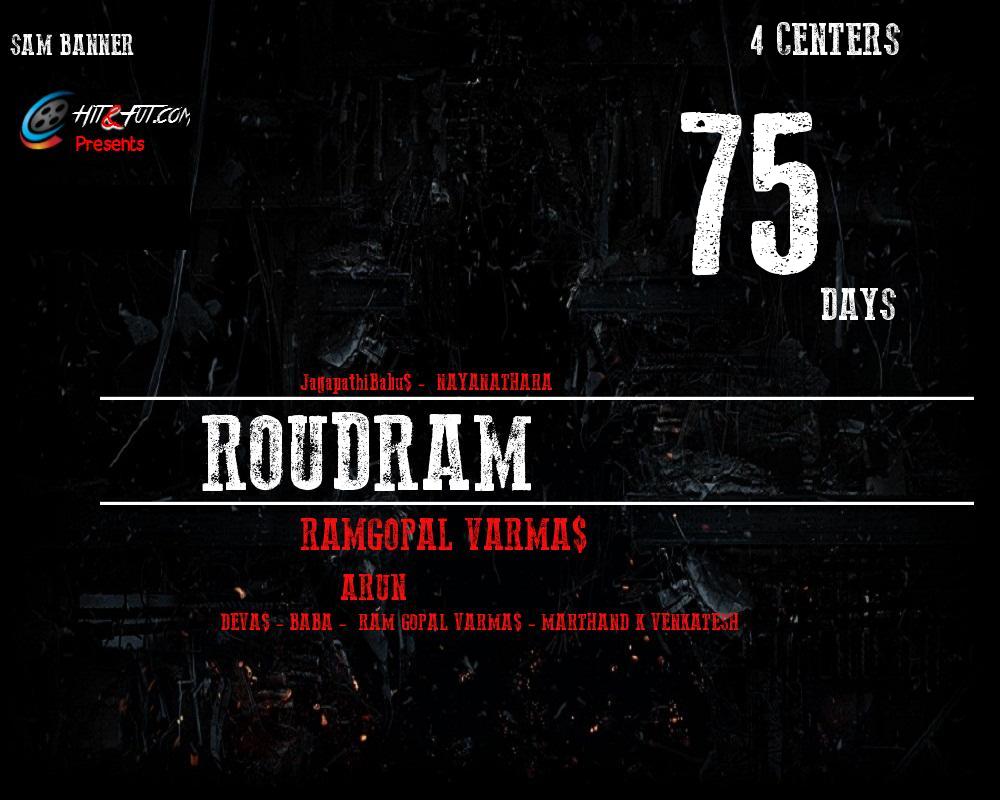 SAM BANNER
4 CENTERS
HIT&FUT.COM
Presents
75
DAYS
JagapathiBabu$ - NAYANATHARA
ROUDRAM
RAMGOPAL VARMA$
ARUN
DEVA$ - BABA - RAM GOPAL VARMA$ - MARTHAND K VENKATESH